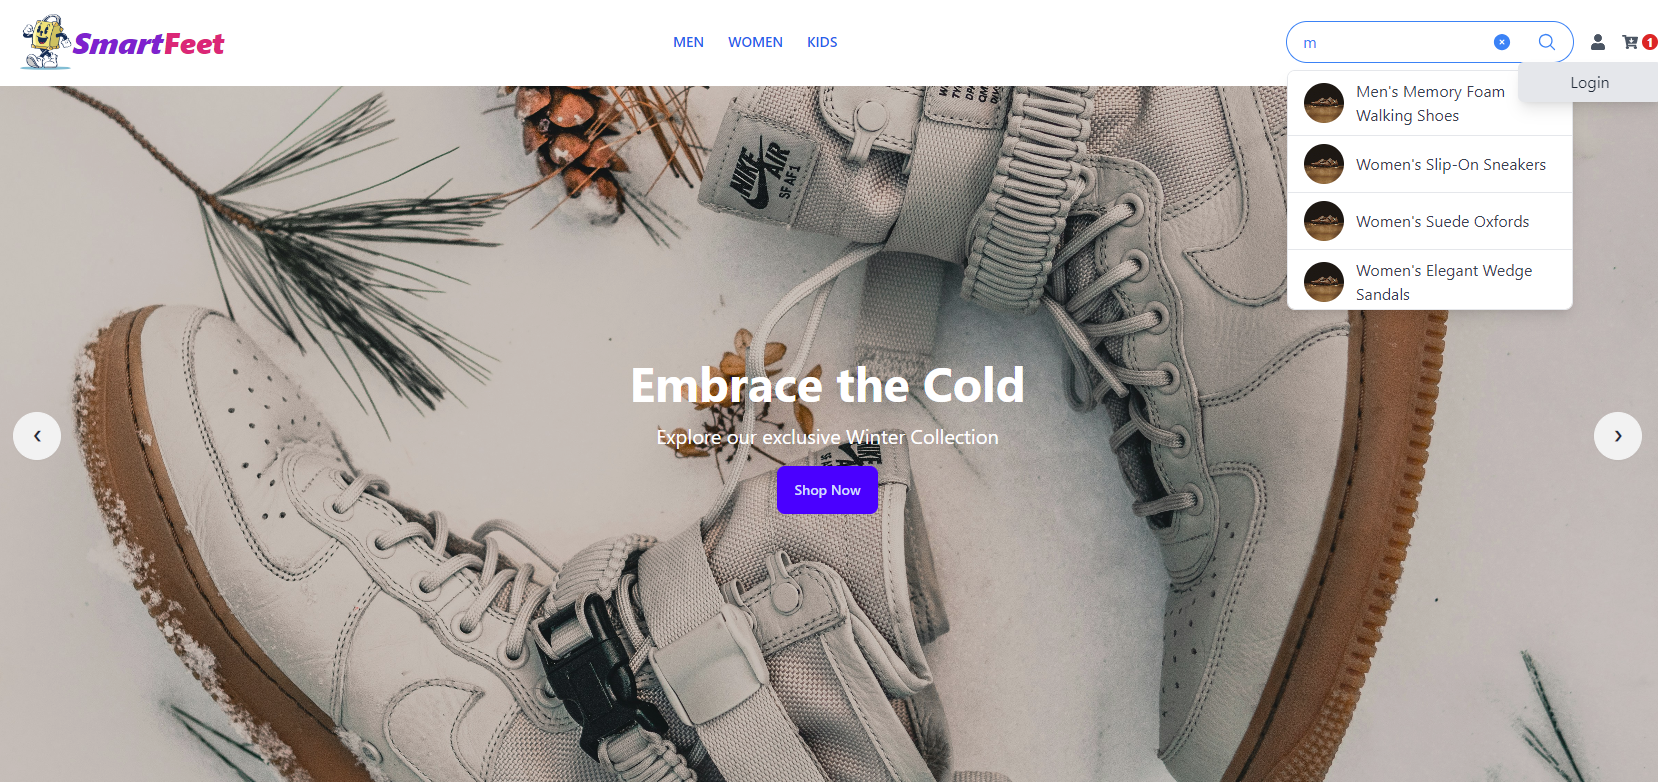 SmartFeet
MEN
WOMEN
KIDS
m
1
Login
Men's Memory Foam
Walking Shoes
Women's Slip-On Sneakers
Women's Suede Oxfords
Women's Elegant Wedge
Sandals
NIKE
AIR
SF AF1
Embrace the Cold
Explore our exclusive Winter Collection
Shop Now